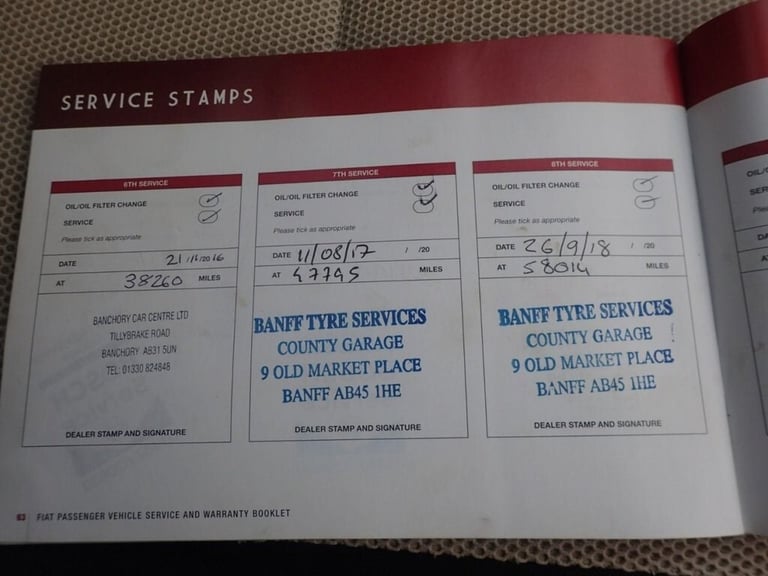 SERVICE STAMPS
6TH SERVICE
OIL/OIL FILTER CHANGE
SERVICE
Please tick as appropriate
DATE 21 / /2016
AT 38260 MILES
BANCHORY CAR CENTRE LTD
TILLYBRAKE ROAD
BANCHORY AB31 5UN
TEL: 01330 824848
DEALER STAMP AND SIGNATURE
7TH SERVICE
OIL/OIL FILTER CHANGE
SERVICE
Please tick as appropriate
DATE 11/08/17 / /20
AT 47795 MILES
BANFF TYRE SERVICES
COUNTY GARAGE
9 OLD MARKET PLACE
BANFF AB45 1HE
DEALER STAMP AND SIGNATURE
8TH SERVICE
OIL/OIL FILTER CHANGE
SERVICE
Please tick as appropriate
DATE 26/9/18 / /20
AT 58014 MILES
BANFF TYRE SERVICES
COUNTY GARAGE
9 OLD MARKET PLACE
BANFF AB45 1HE
DEALER STAMP AND SIGNATURE
63 FIAT PASSENGER VEHICLE SERVICE AND WARRANTY BOOKLET